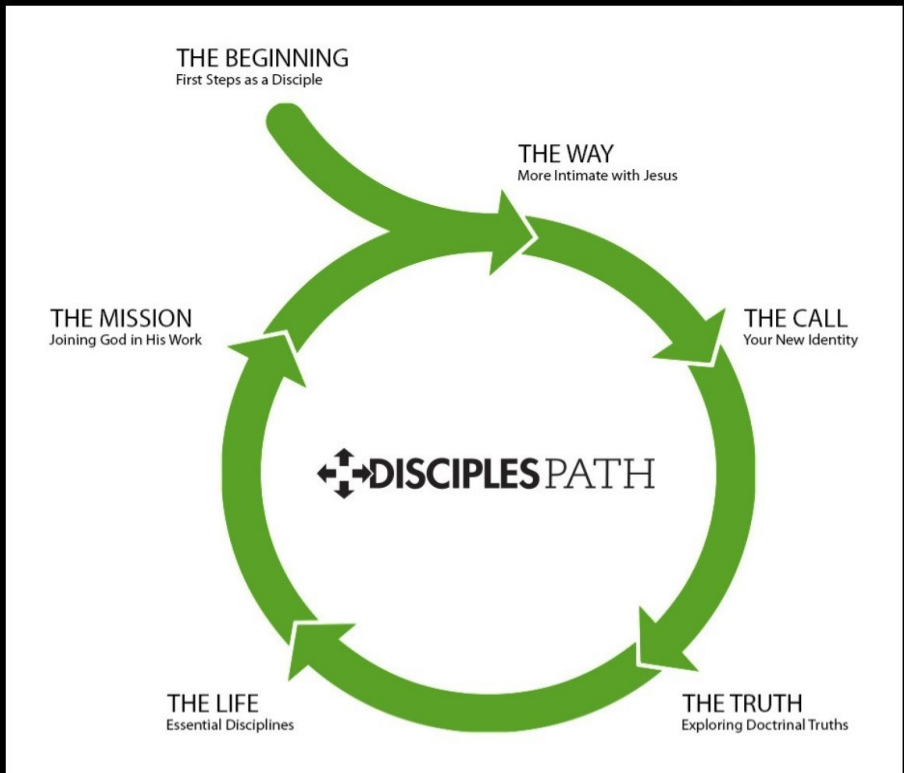 THE BEGINNING
First Steps as a Disciple
THE WAY
More Intimate with Jesus
THE CALL
Your New Identity
THE TRUTH
Exploring Doctrinal Truths
THE LIFE
Essential Disciplines
THE MISSION
Joining God in His Work
DISCIPLES PATH